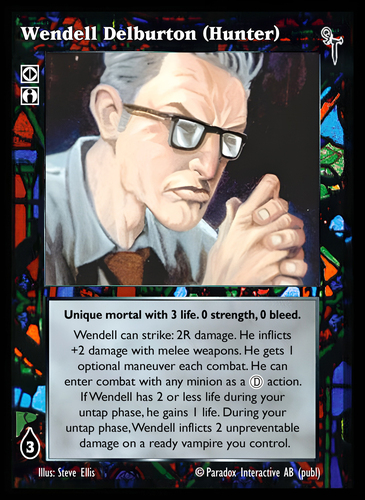 Wendell Delburton (Hunter)
Unique mortal with 3 life. 0 strength, 0 bleed.
Wendell can strike: 2R damage. He inflicts
+2 damage with melee weapons. He gets 1
optional maneuver each combat. He can
enter combat with any minion as a Ⓓ action.
If Wendell has 2 or less life during your
untap phase, he gains 1 life. During your
untap phase, Wendell inflicts 2 unpreventable
damage on a ready vampire you control.
3
Illus: Steve Ellis © Paradox Interactive AB (publ)